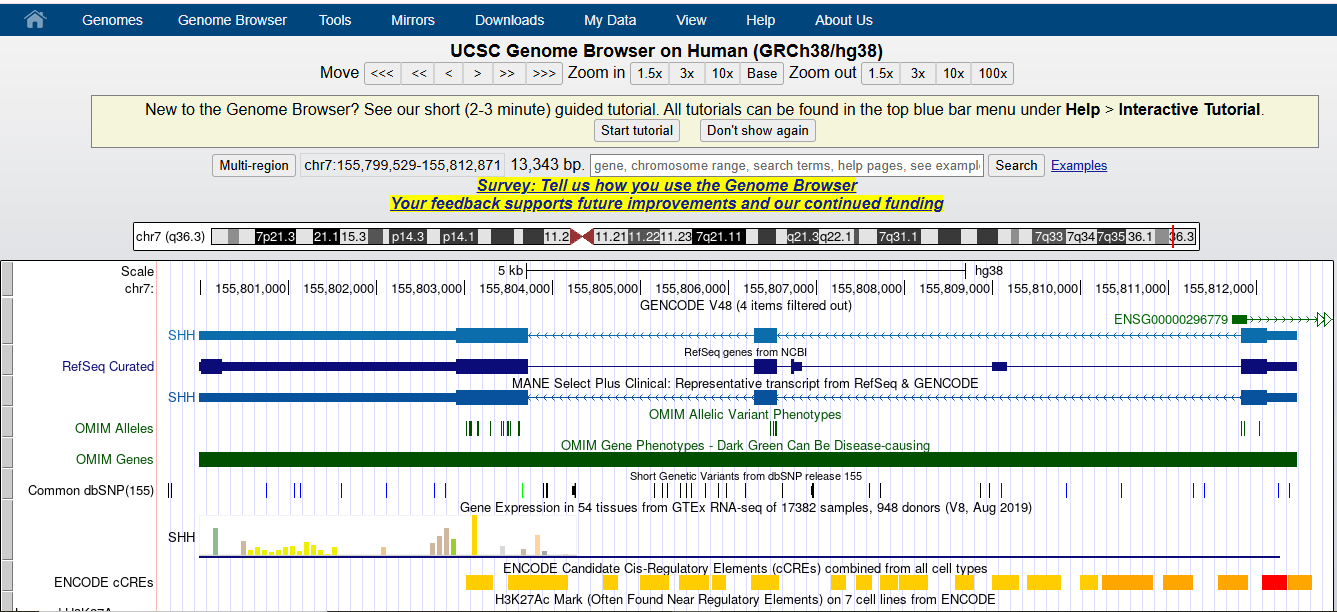 Genomes Genome Browser Tools Mirrors Downloads My Data View Help About Us
UCSC Genome Browser on Human (GRCh38/hg38)
Move <<< << < > >> >>> Zoom in 1.5x 3x 10x Base Zoom out 1.5x 3x 10x 100x
New to the Genome Browser? See our short (2-3 minute) guided tutorial. All tutorials can be found in the top blue bar menu under Help > Interactive Tutorial.
Start tutorial Don't show again
Multi-region chr7:155,799,529-155,812,871 13,343 bp. gene, chromosome range, search terms, help pages, see exampl Search Examples
Survey: Tell us how you use the Genome Browser
Your feedback supports future improvements and our continued funding
chr7 (q36.3) 7p21.3 21.1 15.3 p14.3 p14.1 11.2 11.21 11.22 11.23 7q21.11 q21.3 q22.1 7q31.1 7q33 7q34 7q35 36.1 36.3
Scale 5 kb hg38
chr7: 155,801,000 155,802,000 155,803,000 155,804,000 155,805,000 155,806,000 155,807,000 155,808,000 155,809,000 155,810,000 155,811,000 155,812,000
GENCODE V48 (4 items filtered out)
ENSG00000296779
SHH
RefSeq genes from NCBI
RefSeq Curated
MANE Select Plus Clinical: Representative transcript from RefSeq & GENCODE
SHH
OMIM Allelic Variant Phenotypes
OMIM Alleles
OMIM Gene Phenotypes - Dark Green Can Be Disease-causing
OMIM Genes
Short Genetic Variants from dbSNP release 155
Common dbSNP(155)
Gene Expression in 54 tissues from GTEx RNA-seq of 17382 samples, 948 donors (V8, Aug 2019)
SHH
ENCODE Candidate Cis-Regulatory Elements (cCREs) combined from all cell types
ENCODE cCREs
H3K27Ac Mark (Often Found Near Regulatory Elements) on 7 cell lines from ENCODE